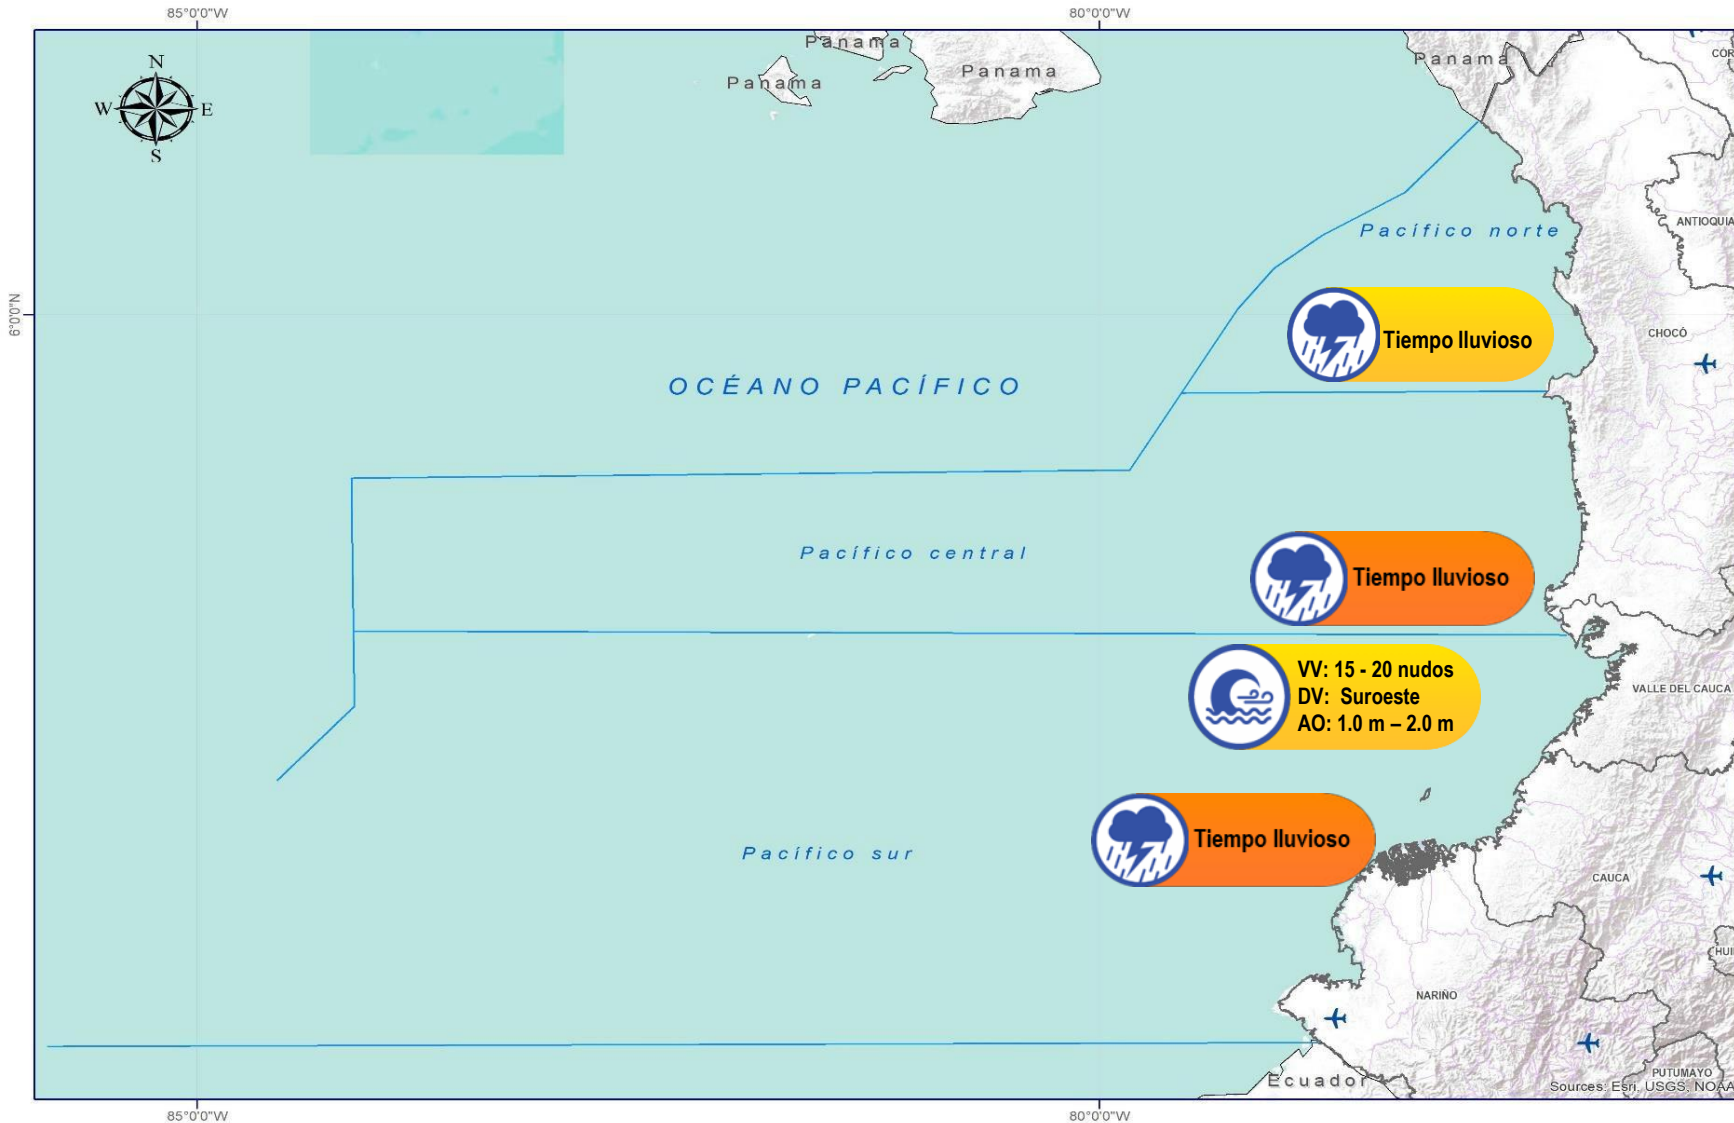 85°0'0"W
80°0'0"W
N
W
E
S
Panama
Panama
Panama
Panama
COR
ANTIOQUIA
Pacífico norte
6°0'0"N
Tiempo lluvioso
CHOCÓ
OCÉANO PACÍFICO
Pacífico central
Tiempo lluvioso
VV: 15 - 20 nudos
DV: Suroeste
AO: 1.0 m – 2.0 m
VALLE DEL CAUCA
Tiempo lluvioso
Pacífico sur
CAUCA
HUI
NARIÑO
PUTUMAYO
Ecuador
Sources: Esri, USGS, NOAA
85°0'0"W
80°0'0"W